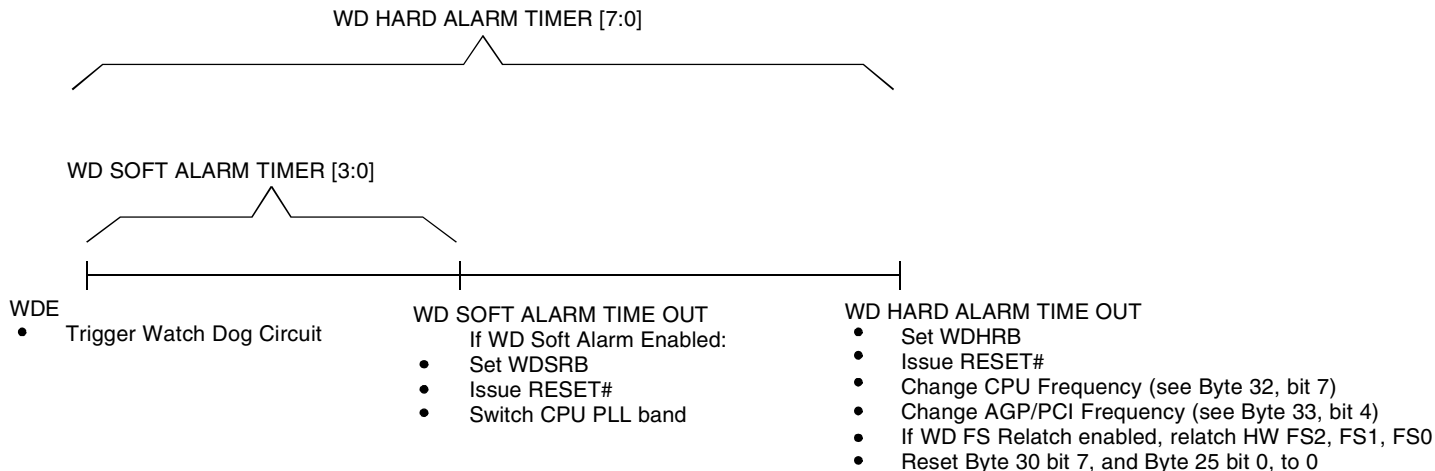 WD HARD ALARM TIMER [7:0]
WD SOFT ALARM TIMER [3:0]
WDE
• Trigger Watch Dog Circuit
WD SOFT ALARM TIME OUT
If WD Soft Alarm Enabled:
• Set WDSRB
• Issue RESET#
• Switch CPU PLL band
WD HARD ALARM TIME OUT
• Set WDHRB
• Issue RESET#
• Change CPU Frequency (see Byte 32, bit 7)
• Change AGP/PCI Frequency (see Byte 33, bit 4)
• If WD FS Relatch enabled, relatch HW FS2, FS1, FS0
• Reset Byte 30 bit 7, and Byte 25 bit 0, to 0